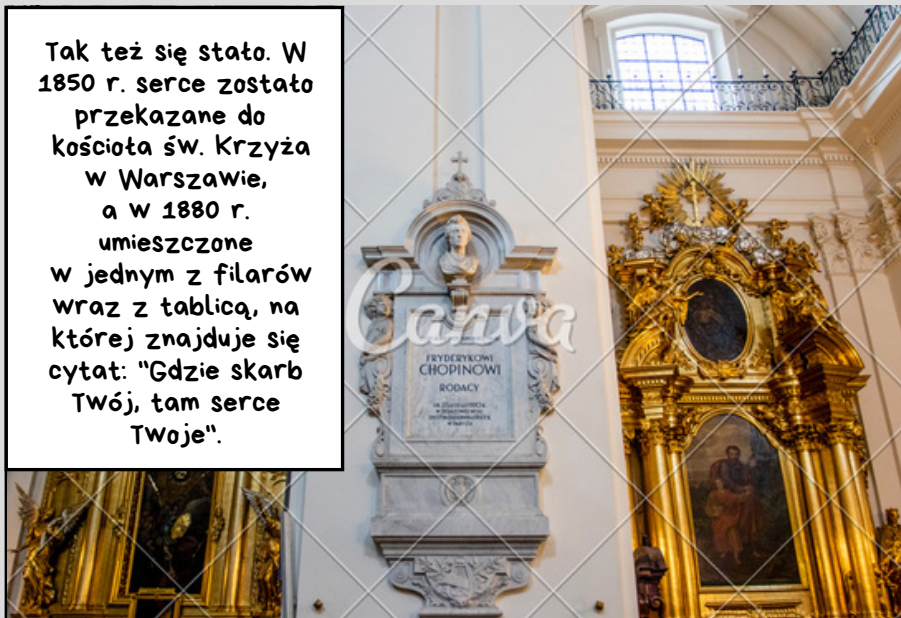 Tak też się stało. W
1850 r. serce zostało
przekazane do
kościoła św. Krzyża
w Warszawie,
a w 1880 r.
umieszczone
w jednym z filarów
wraz z tablicą, na
której znajduje się
cytat: "Gdzie skarb
Twój, tam serce
Twoje".
Canva
FRYDERYKOWI
CHOPINOWI
RODACY